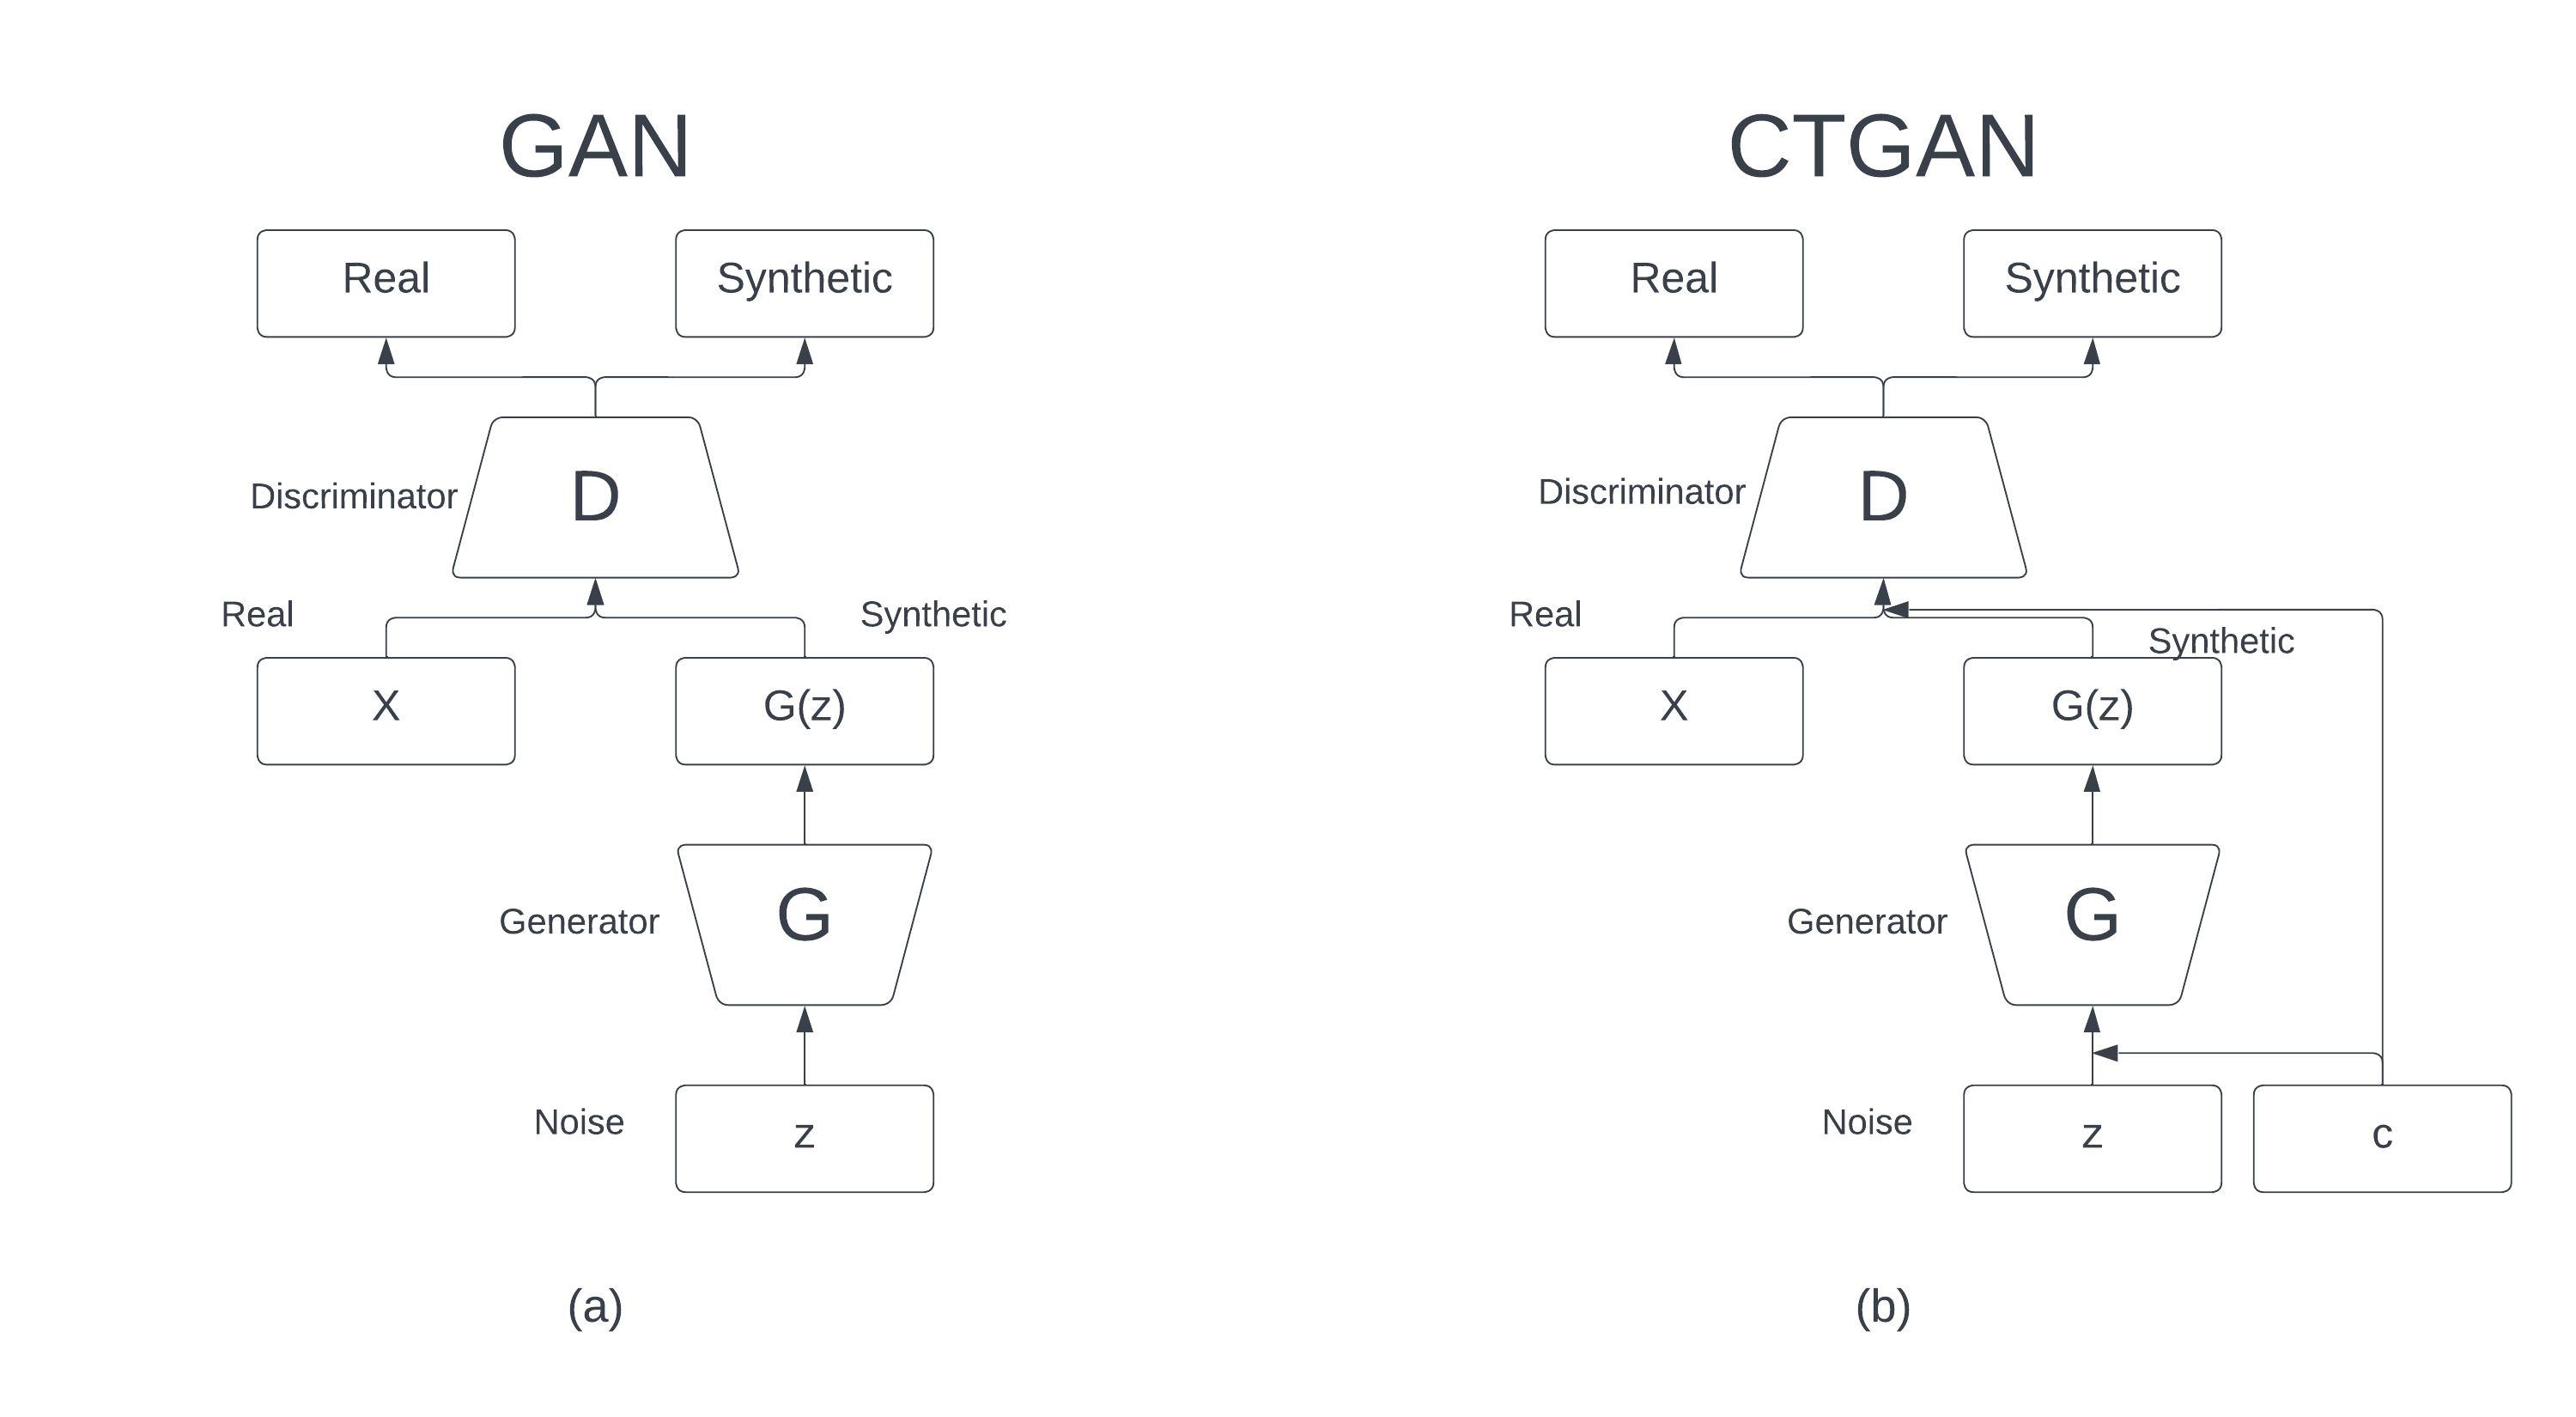 GAN
Real
Synthetic
Discriminator
D
Real
Synthetic
X
G(z)
Generator
G
Noise
z
(a)
CTGAN
Real
Synthetic
Discriminator
D
Real
Synthetic
X
G(z)
Generator
G
Noise
z
c
(b)